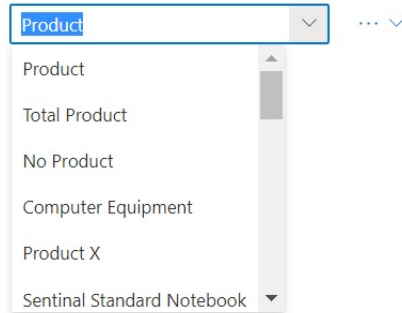 Product
Product
Total Product
No Product
Computer Equipment
Product X
Sentinal Standard Notebook